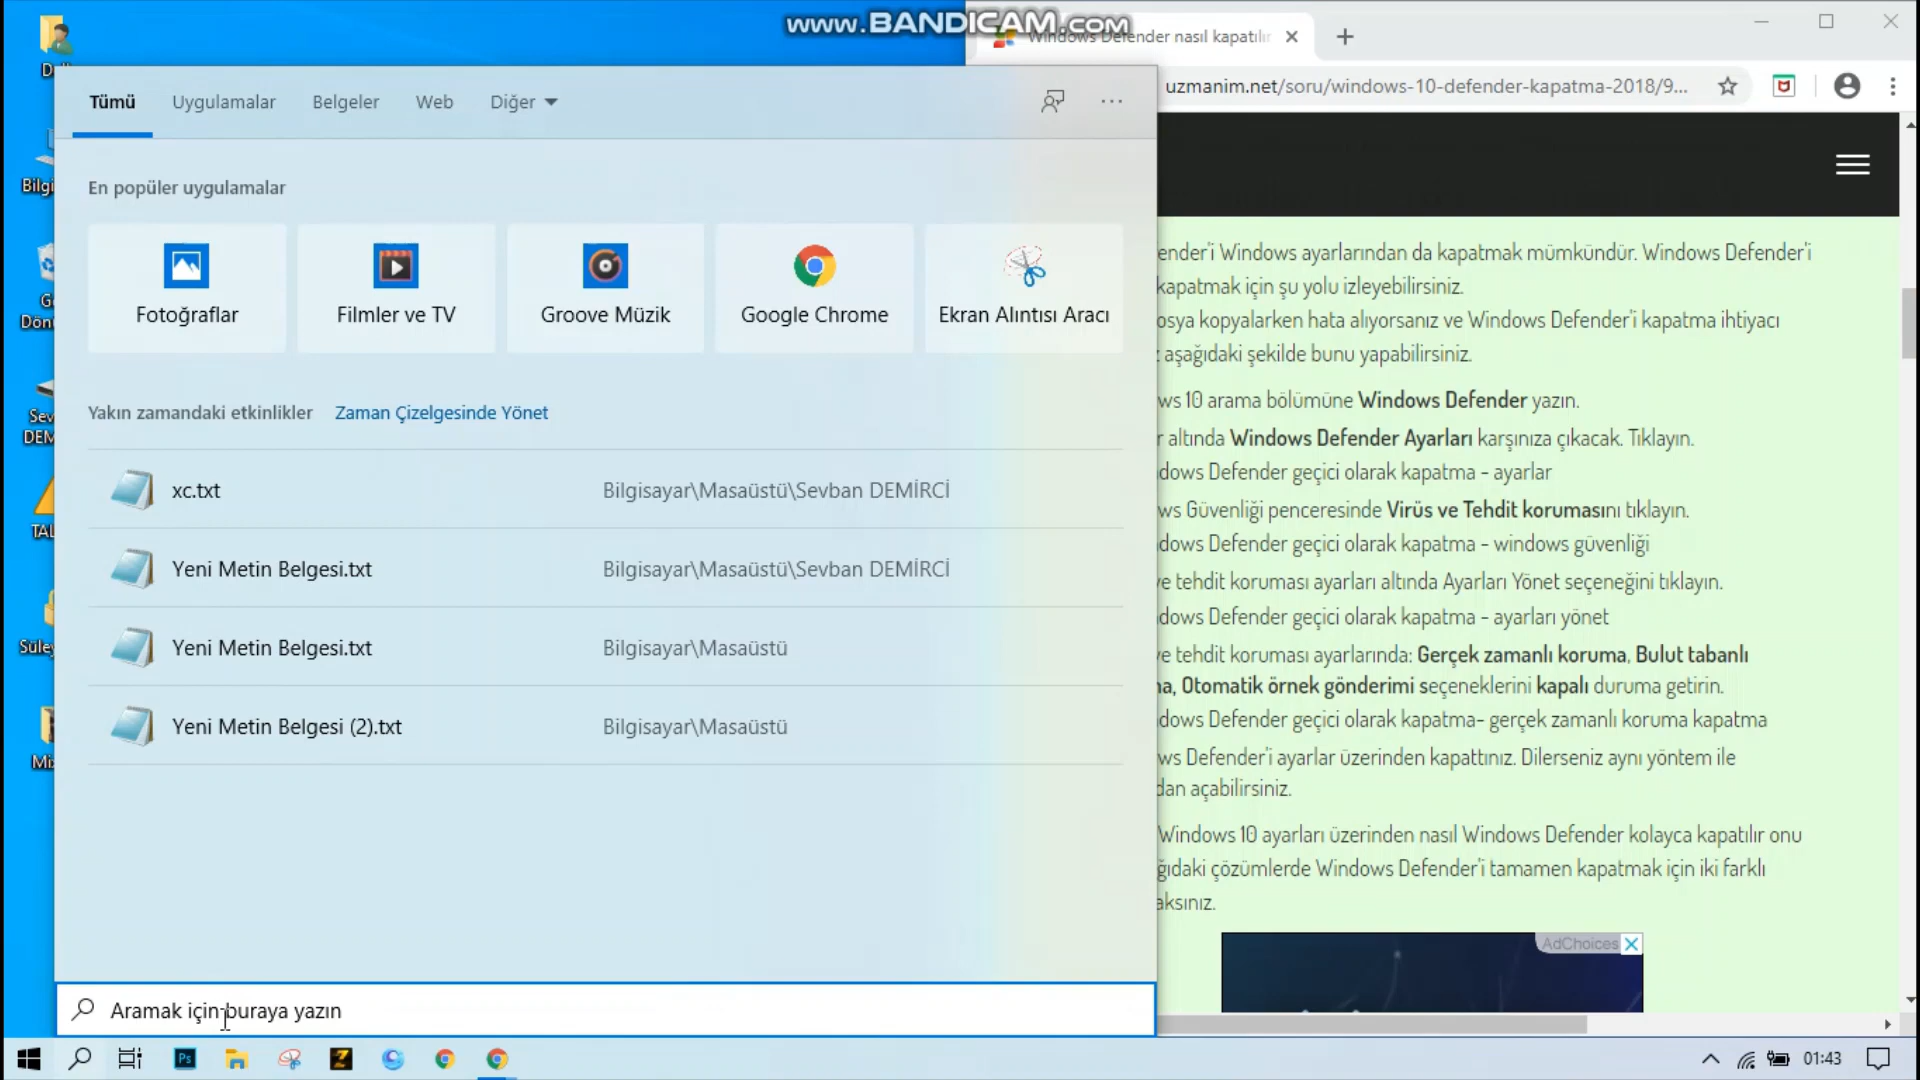 www.BANDICAM.com
Windows Defender nasıl kapatılır
uzmanim.net/soru/windows-10-defender-kapatma-2018/9...
Bilgi
TAL
Süley
Tümü
Uygulamalar
Belgeler
Web
Diğer
En popüler uygulamalar
Fotoğraflar
Filmler ve TV
Groove Müzik
Google Chrome
Ekran Alıntısı Aracı
Yakın zamandaki etkinlikler Zaman Çizelgesinde Yönet
xc.txt Bilgisayar\Masaüstü\Sevban DEMİRCİ
Yeni Metin Belgesi.txt Bilgisayar\Masaüstü\Sevban DEMİRCİ
Yeni Metin Belgesi.txt Bilgisayar\Masaüstü
Yeni Metin Belgesi (2).txt Bilgisayar\Masaüstü
Aramak için buraya yazın
ender'i Windows ayarlarından da kapatmak mümkündür. Windows Defender'i
kapatmak için şu yolu izleyebilirsiniz.
osya kopyalarken hata alıyorsanız ve Windows Defender'i kapatma ihtiyacı
z aşağıdaki şekilde bunu yapabilirsiniz.
ws 10 arama bölümüne Windows Defender yazın.
r altında Windows Defender Ayarları karşınıza çıkacak. Tıklayın.
dows Defender geçici olarak kapatma - ayarlar
ws Güvenliği penceresinde Virüs ve Tehdit korumasını tıklayın.
dows Defender geçici olarak kapatma - windows güvenliği
ve tehdit koruması ayarları altında Ayarları Yönet seçeneğini tıklayın.
dows Defender geçici olarak kapatma - ayarları yönet
ve tehdit koruması ayarlarında: Gerçek zamanlı koruma, Bulut tabanlı
na, Otomatik örnek gönderimi seçeneklerini kapalı duruma getirin.
dows Defender geçici olarak kapatma- gerçek zamanlı koruma kapatma
ws Defender'i ayarlar üzerinden kapattınız. Dilerseniz aynı yöntem ile
dan açabilirsiniz.
Windows 10 ayarları üzerinden nasıl Windows Defender kolayca kapatılır onu
ğıdaki çözümlerde Windows Defender'i tamamen kapatmak için iki farklı
aksınız.
AdChoices
Ps
01:43